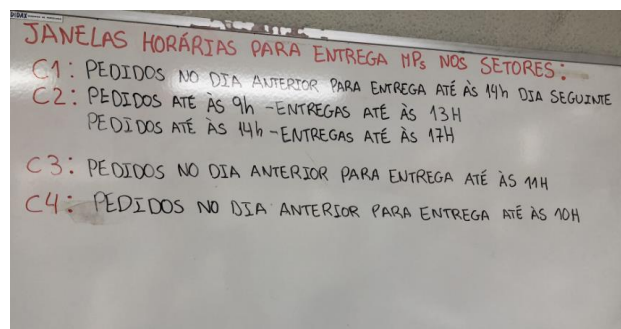 JANELAS HORÁRIAS PARA ENTREGA MPs NOS SETORES:
C1: PEDIDOS NO DIA ANTERIOR PARA ENTREGA ATÉ ÀS 14h DIA SEGUINTE
C2: PEDIDOS ATÉ ÀS 9h - ENTREGAS ATÉ ÀS 13H
PEDIDOS ATÉ ÀS 14h - ENTREGAS ATÉ ÀS 17H
C3: PEDIDOS NO DIA ANTERIOR PARA ENTREGA ATÉ ÀS 11H
C4: PEDIDOS NO DIA ANTERIOR PARA ENTREGA ATÉ ÀS 10H